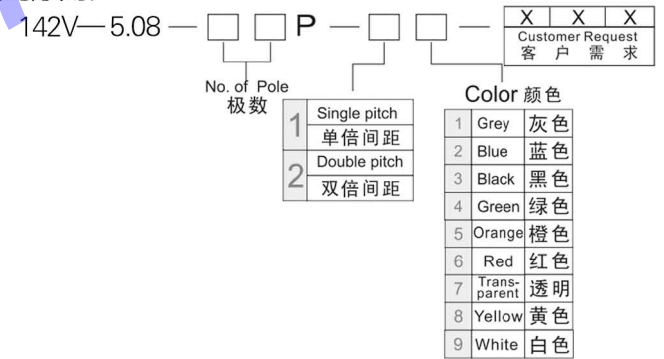 142V—5.08 — □ □ P — □ □ — X X X
Customer Request
客 户 需 求
No. of Pole
极数
1 Single pitch
单倍间距
2 Double pitch
双倍间距
Color 颜色
1 Grey 灰色
2 Blue 蓝色
3 Black 黑色
4 Green 绿色
5 Orange 橙色
6 Red 红色
7 Trans-
parent 透明
8 Yellow 黄色
9 White 白色